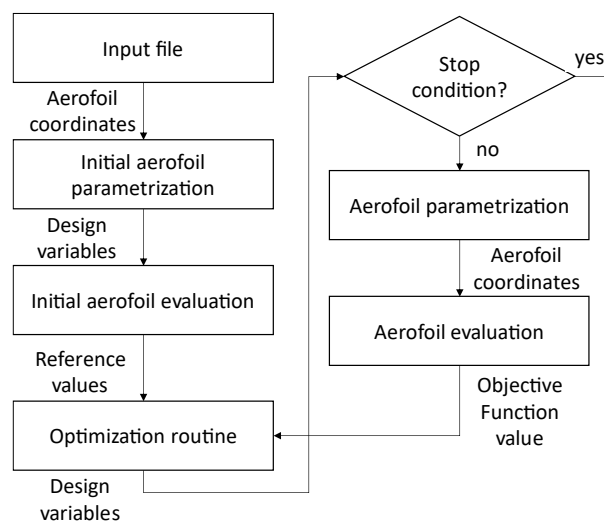 Input file
Aerofoil
coordinates
Initial aerofoil
parametrization
Design
variables
Initial aerofoil evaluation
Reference
values
Optimization routine
Design
variables
Stop
condition?
yes
no
Aerofoil parametrization
Aerofoil
coordinates
Aerofoil evaluation
Objective
Function
value